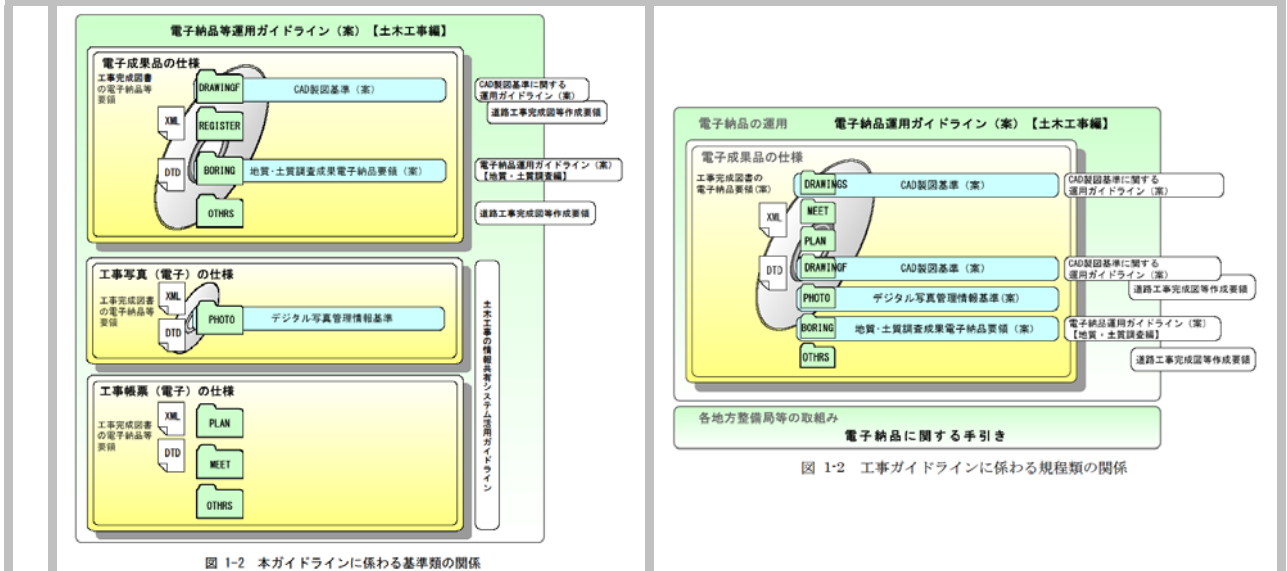 電子納品等運用ガイドライン（案）【土木工事編】
電子成果品の仕様
工事完成図書
の電子納品等
要領
DRAWINGF
CAD製図基準（案）
CAD製図基準に関する
運用ガイドライン（案）
道路工事完成図等作成要領
XML
REGISTER
DTD
BORING
地質・土質調査成果電子納品要領（案）
電子納品運用ガイドライン（案）
【地質・土質調査編】
OTHRS
道路工事完成図等作成要領
工事写真（電子）の仕様
工事完成図書
の電子納品等
要領
XML
DTD
PHOTO
デジタル写真管理情報基準
土木工事の情報共有システム活用ガイドライン
工事帳票（電子）の仕様
工事完成図書
の電子納品等
要領
XML
DTD
PLAN
MEET
OTHRS
図 1-2 本ガイドラインに係わる基準類の関係
電子納品の運用 電子納品運用ガイドライン（案）【土木工事編】
電子成果品の仕様
工事完成図書の
電子納品要領(案)
DRAWINGS
CAD製図基準（案）
CAD製図基準に関する
運用ガイドライン（案）
XML
MEET
PLAN
DTD
DRAWINGF
CAD製図基準（案）
CAD製図基準に関する
運用ガイドライン（案）
道路工事完成図等作成要領
PHOTO
デジタル写真管理情報基準(案)
BORING
地質・土質調査成果電子納品要領（案）
電子納品運用ガイドライン（案）
【地質・土質調査編】
OTHRS
道路工事完成図等作成要領
各地方整備局等の取組み
電子納品に関する手引き
図 1-2 工事ガイドラインに係わる規程類の関係